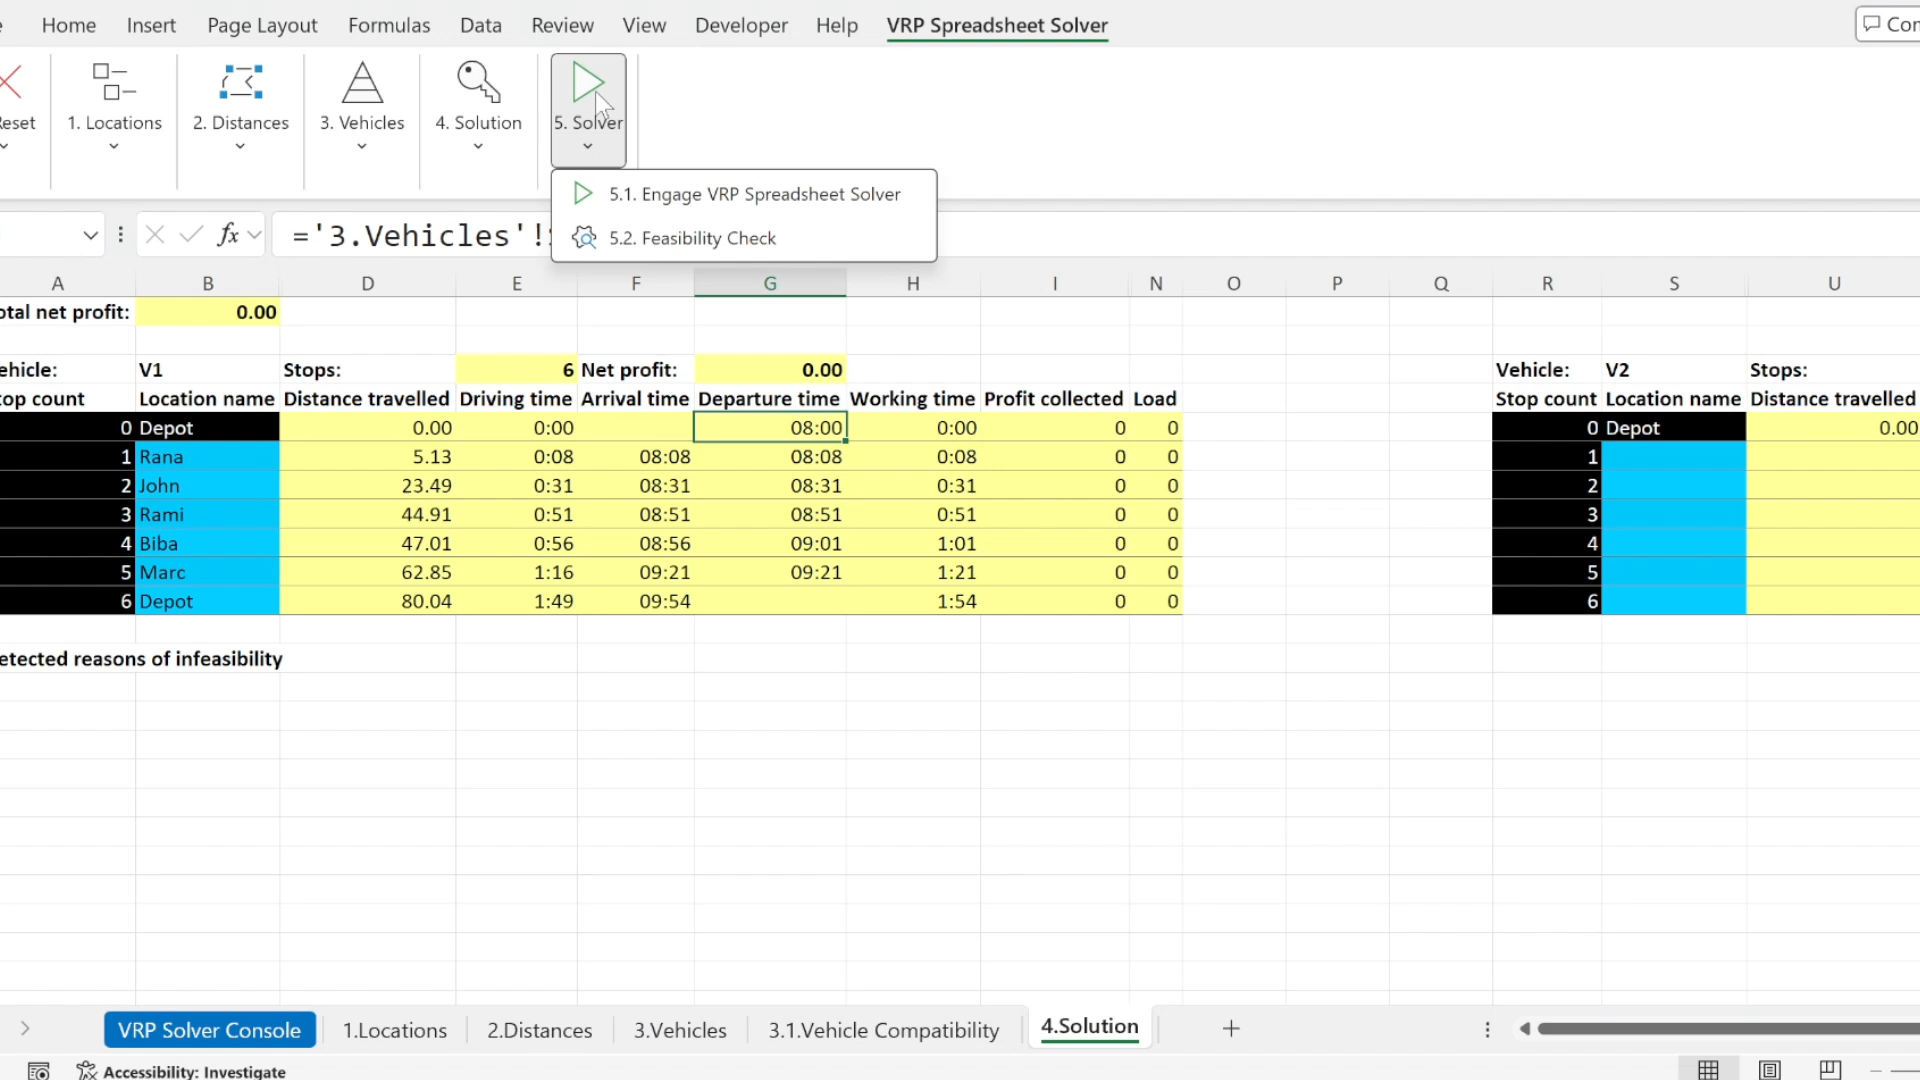 Home Insert Page Layout Formulas Data Review View Developer Help VRP Spreadsheet Solver
1. Locations 2. Distances 3. Vehicles 4. Solution 5. Solver
5.1. Engage VRP Spreadsheet Solver
5.2. Feasibility Check
fx ='3.Vehicles'!
A B D E F G H I N O P Q R S U
otal net profit: 0.00
ehicle: V1 Stops: 6 Net profit: 0.00 Vehicle: V2 Stops:
top count Location name Distance travelled Driving time Arrival time Departure time Working time Profit collected Load Stop count Location name Distance travelled
0 Depot 0.00 0:00 08:00 0:00 0 0 0 Depot 0.00
1 Rana 5.13 0:08 08:08 08:08 0:08 0 0 1
2 John 23.49 0:31 08:31 08:31 0:31 0 0 2
3 Rami 44.91 0:51 08:51 08:51 0:51 0 0 3
4 Biba 47.01 0:56 08:56 09:01 1:01 0 0 4
5 Marc 62.85 1:16 09:21 09:21 1:21 0 0 5
6 Depot 80.04 1:49 09:54 1:54 0 0 6
etected reasons of infeasibility
VRP Solver Console 1.Locations 2.Distances 3.Vehicles 3.1.Vehicle Compatibility 4.Solution
Accessibility: Investigate